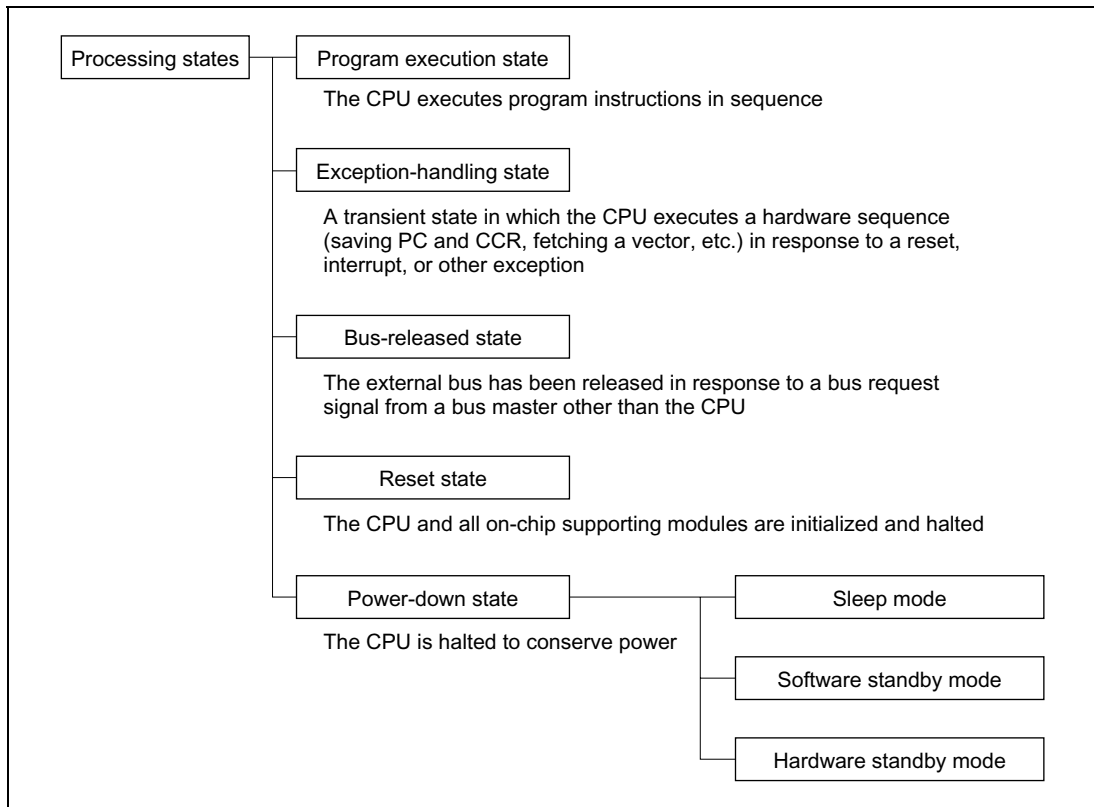 Processing states
Program execution state
The CPU executes program instructions in sequence
Exception-handling state
A transient state in which the CPU executes a hardware sequence
(saving PC and CCR, fetching a vector, etc.) in response to a reset,
interrupt, or other exception
Bus-released state
The external bus has been released in response to a bus request
signal from a bus master other than the CPU
Reset state
The CPU and all on-chip supporting modules are initialized and halted
Power-down state
The CPU is halted to conserve power
Sleep mode
Software standby mode
Hardware standby mode